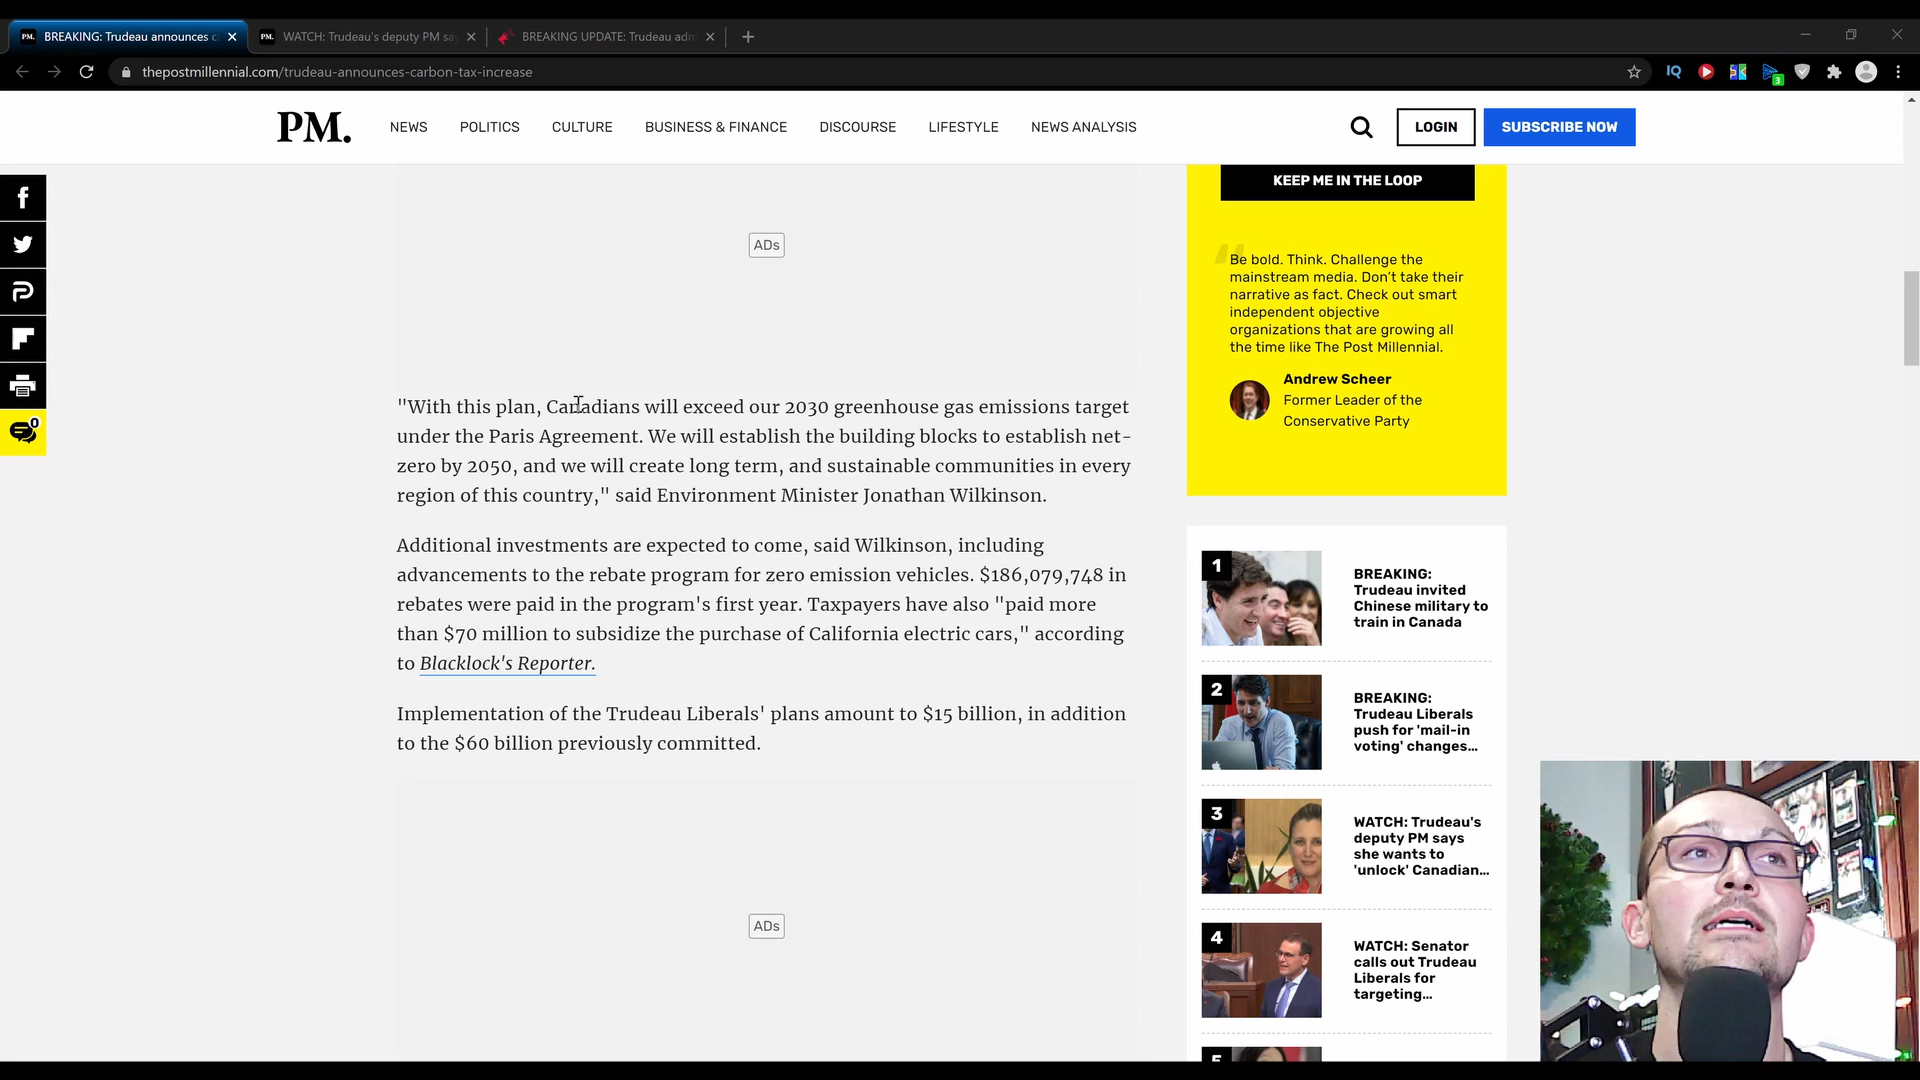 PM. BREAKING: Trudeau announces c
PM. WATCH: Trudeau's deputy PM sa
BREAKING UPDATE: Trudeau adm
thepostmillennial.com/trudeau-announces-carbon-tax-increase
IQ
3
PM.
NEWS
POLITICS
CULTURE
BUSINESS & FINANCE
DISCOURSE
LIFESTYLE
NEWS ANALYSIS
LOGIN
SUBSCRIBE NOW
0
ADs
"With this plan, Canadians will exceed our 2030 greenhouse gas emissions target
under the Paris Agreement. We will establish the building blocks to establish net-
zero by 2050, and we will create long term, and sustainable communities in every
region of this country," said Environment Minister Jonathan Wilkinson.
Additional investments are expected to come, said Wilkinson, including
advancements to the rebate program for zero emission vehicles. $186,079,748 in
rebates were paid in the program's first year. Taxpayers have also "paid more
than $70 million to subsidize the purchase of California electric cars," according
to Blacklock's Reporter.
Implementation of the Trudeau Liberals' plans amount to $15 billion, in addition
to the $60 billion previously committed.
ADs
KEEP ME IN THE LOOP
Be bold. Think. Challenge the
mainstream media. Don't take their
narrative as fact. Check out smart
independent objective
organizations that are growing all
the time like The Post Millennial.
Andrew Scheer
Former Leader of the
Conservative Party
1
BREAKING:
Trudeau invited
Chinese military to
train in Canada
2
BREAKING:
Trudeau Liberals
push for 'mail-in
voting' changes...
3
WATCH: Trudeau's
deputy PM says
she wants to
'unlock' Canadian...
4
WATCH: Senator
calls out Trudeau
Liberals for
targeting...
5